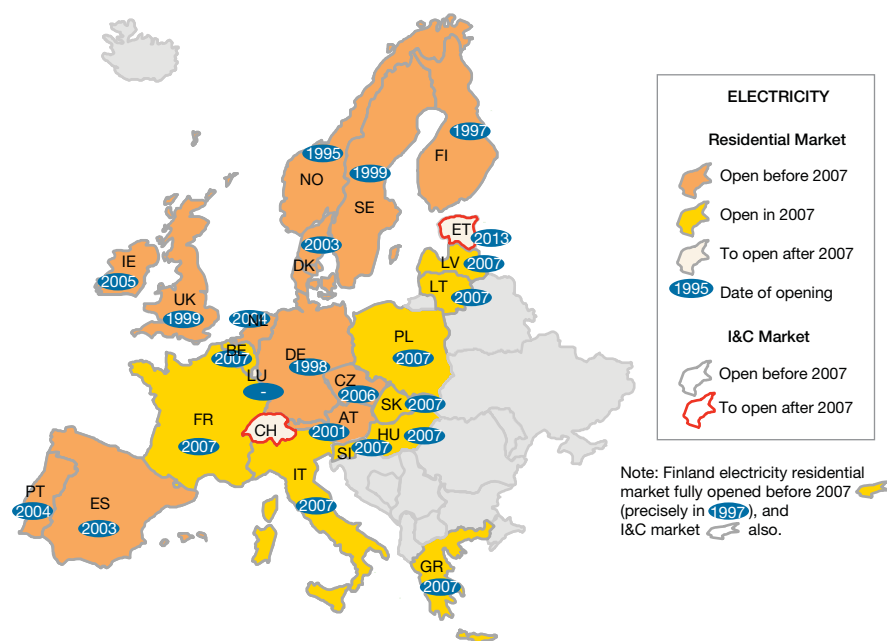 1997
1995
NO
FI
1999
SE
ET
2013
2003
DK
LV
2007
IE
2005
LT
2007
UK
1999
2004
NL
BE
2007
DE
1998
LU
-
PL
2007
CZ
2006
SK
2007
FR
2007
CH
AT
2001
HU
2007
SI
2007
IT
2007
PT
2004
ES
2003
GR
2007
ELECTRICITY
Residential Market
Open before 2007
Open in 2007
To open after 2007
1995 Date of opening
I&C Market
Open before 2007
To open after 2007
Note: Finland electricity residential
market fully opened before 2007
(precisely in 1997), and
I&C market also.